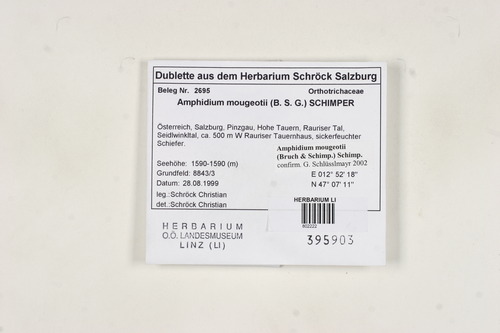 Dublette aus dem Herbarium Schröck Salzburg
Beleg Nr. 2695 Orthotrichaceae
Amphidium mougeotii (B. S. G.) SCHIMPER
Österreich, Salzburg, Pinzgau, Hohe Tauern, Rauriser Tal,
Seidlwinkltal, ca. 500 m W Rauriser Tauernhaus, sickerfeuchter
Schiefer.
Amphidium mougeotii
(Bruch & Schimp.) Schimp.
confirm. G. Schlüsslmayr 2002
Seehöhe: 1590-1590 (m)
Grundfeld: 8843/3
Datum: 28.08.1999
E 012° 52' 18"
N 47° 07' 11"
leg.:Schröck Christian
det.:Schröck Christian
HERBARIUM LI
802222
HERBARIUM
O.Ö. LANDESMUSEUM
LINZ (LI)
395903